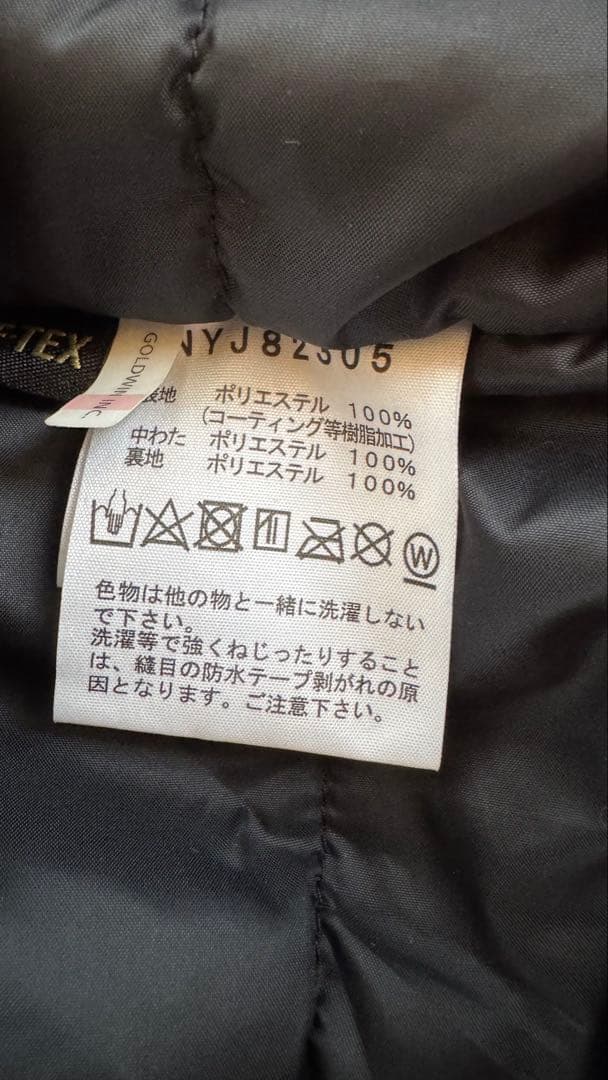 -TEX
GOLDWIN INC.
NYJ82305
表地 ポリエステル 100%
(コーティング等樹脂加工)
中わた ポリエステル 100%
裏地 ポリエステル 100%
W
色物は他の物と一緒に洗濯しない
で下さい。
洗濯等で強くねじったりすること
は、縫目の防水テープ剥がれの原
因となります。ご注意下さい。